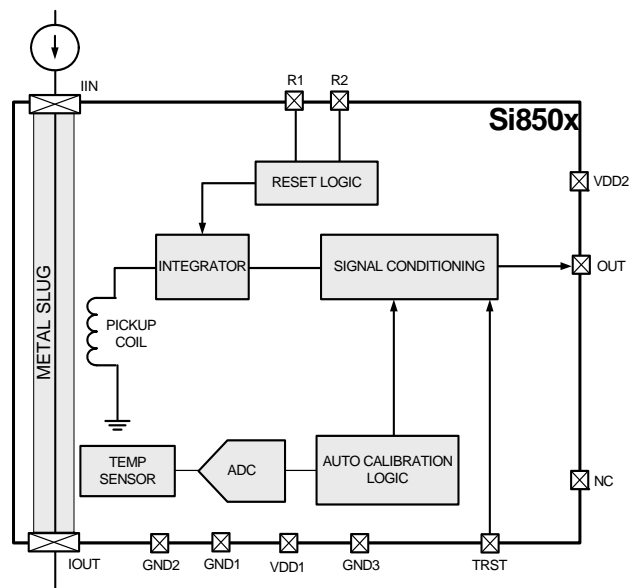 IIN
R1
R2
Si850x
RESET LOGIC
VDD2
INTEGRATOR
SIGNAL CONDITIONING
OUT
METAL SLUG
PICKUP
COIL
TEMP
SENSOR
ADC
AUTO CALIBRATION
LOGIC
NC
IOUT
GND2
GND1
VDD1
GND3
TRST